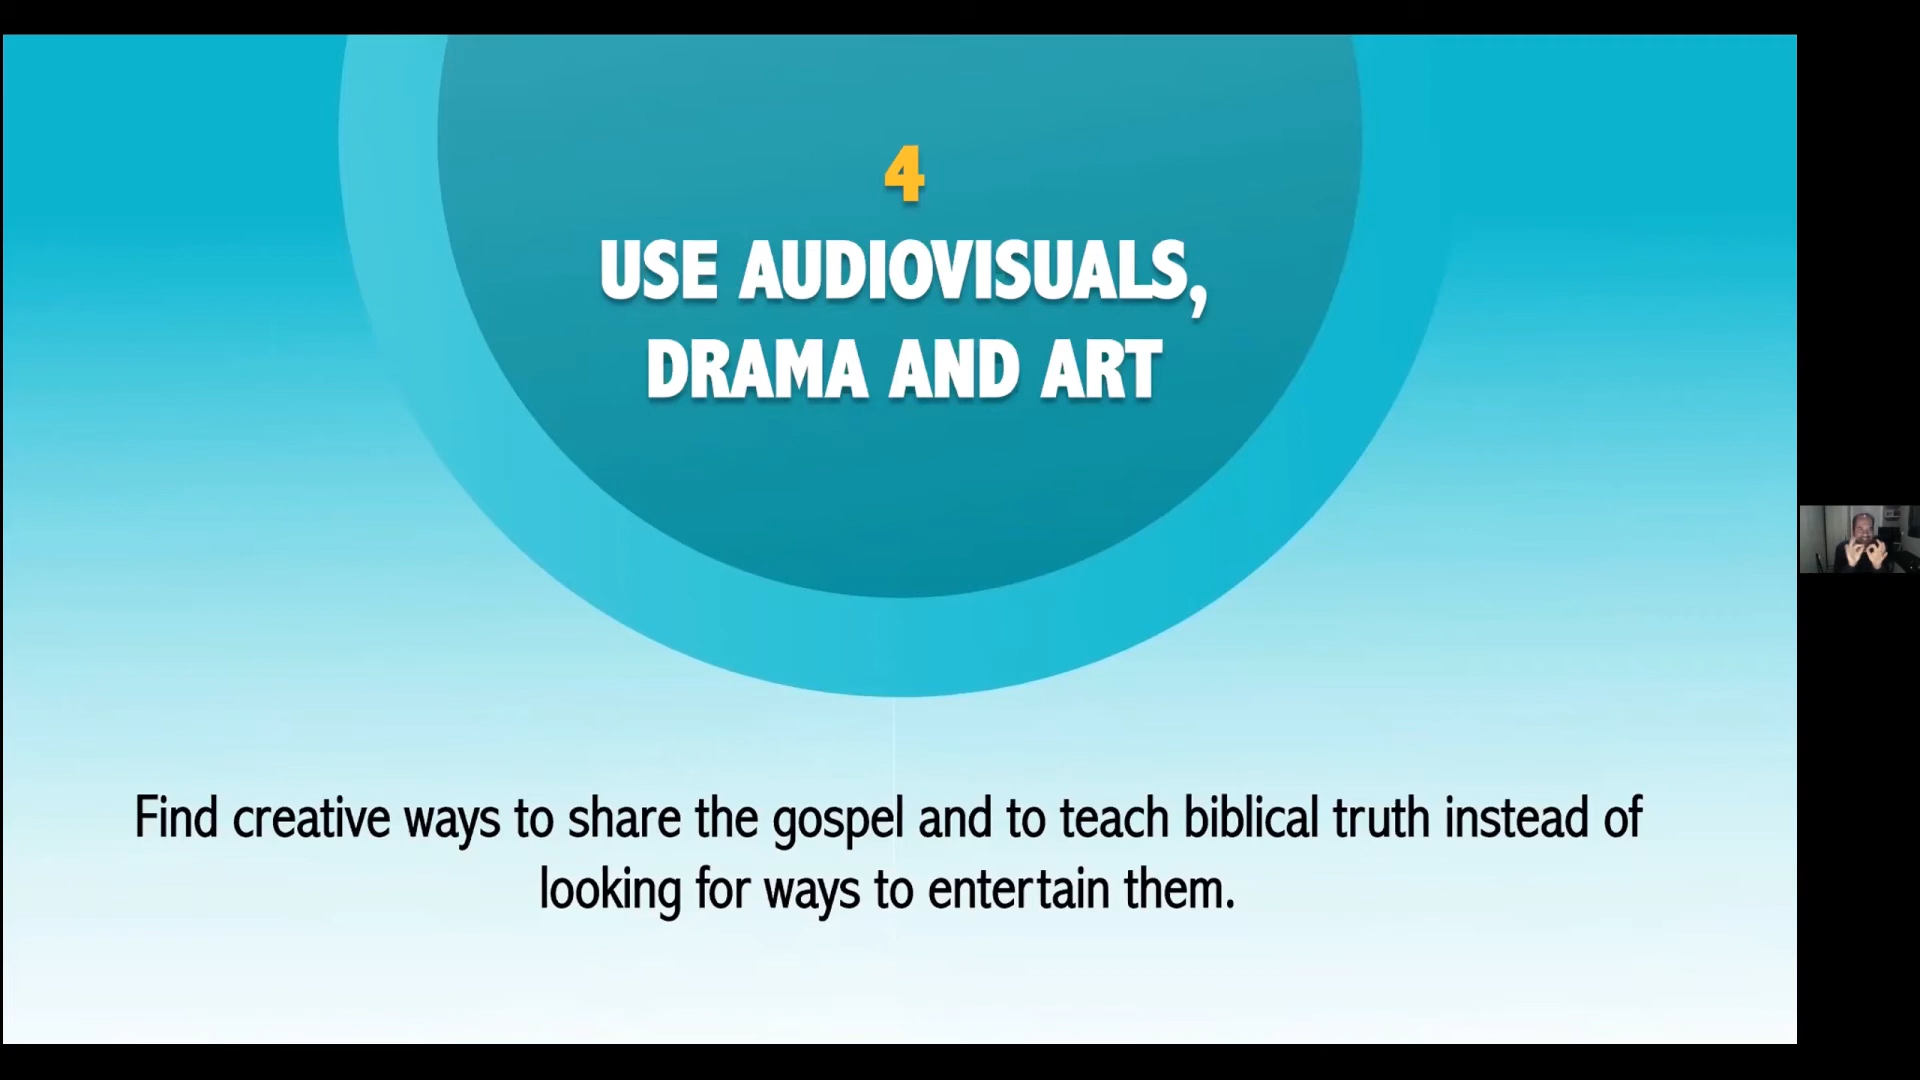 4
USE AUDIOVISUALS,
DRAMA AND ART
Find creative ways to share the gospel and to teach biblical truth instead of
looking for ways to entertain them.